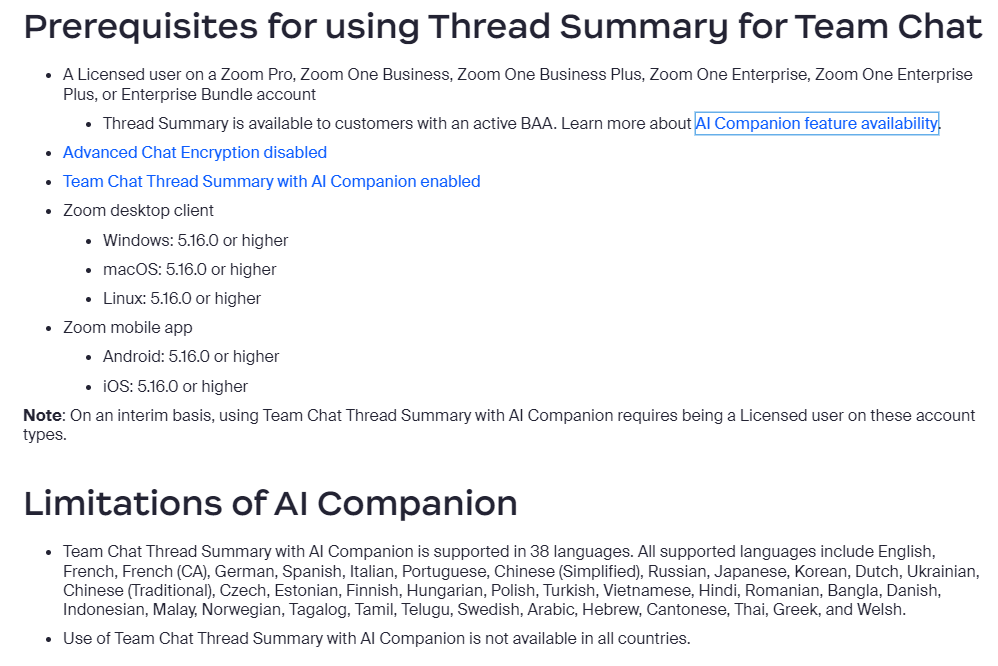 Prerequisites for using Thread Summary for Team Chat
A Licensed user on a Zoom Pro, Zoom One Business, Zoom One Business Plus, Zoom One Enterprise, Zoom One Enterprise
Plus, or Enterprise Bundle account
Thread Summary is available to customers with an active BAA. Learn more about AI Companion feature availability.
Advanced Chat Encryption disabled
Team Chat Thread Summary with AI Companion enabled
Zoom desktop client
Windows: 5.16.0 or higher
macOS: 5.16.0 or higher
Linux: 5.16.0 or higher
Zoom mobile app
Android: 5.16.0 or higher
iOS: 5.16.0 or higher
Note: On an interim basis, using Team Chat Thread Summary with AI Companion requires being a Licensed user on these account
types.
Limitations of AI Companion
Team Chat Thread Summary with AI Companion is supported in 38 languages. All supported languages include English,
French, French (CA), German, Spanish, Italian, Portuguese, Chinese (Simplified), Russian, Japanese, Korean, Dutch, Ukrainian,
Chinese (Traditional), Czech, Estonian, Finnish, Hungarian, Polish, Turkish, Vietnamese, Hindi, Romanian, Bangla, Danish,
Indonesian, Malay, Norwegian, Tagalog, Tamil, Telugu, Swedish, Arabic, Hebrew, Cantonese, Thai, Greek, and Welsh.
Use of Team Chat Thread Summary with AI Companion is not available in all countries.